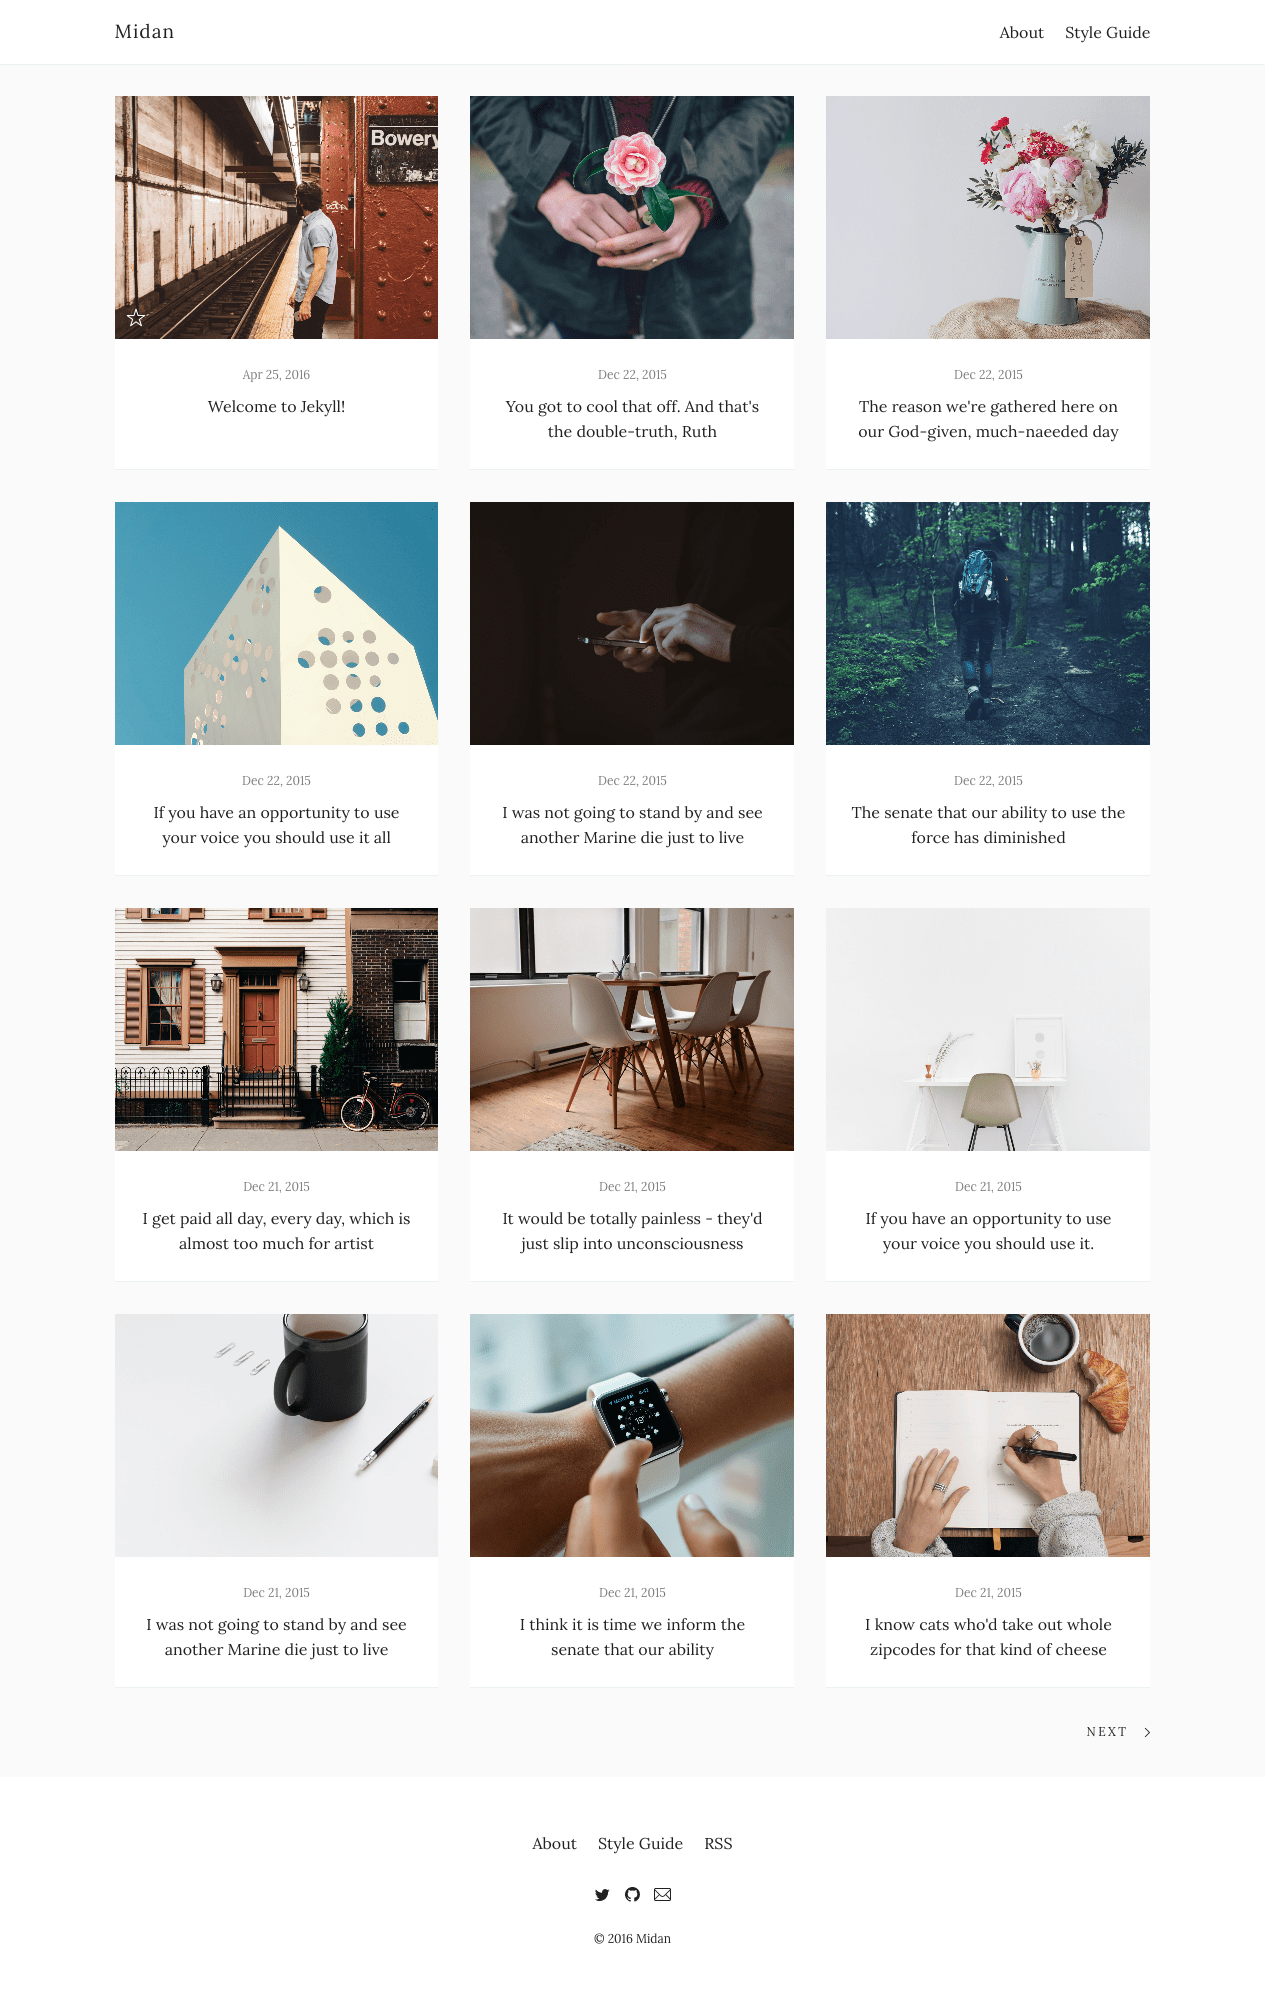 Midan
About Style Guide
Bowery
Apr 25, 2016
Welcome to Jekyll!
Dec 22, 2015
You got to cool that off. And that's
the double-truth, Ruth
Dec 22, 2015
The reason we're gathered here on
our God-given, much-naeeded day
Dec 22, 2015
If you have an opportunity to use
your voice you should use it all
Dec 22, 2015
I was not going to stand by and see
another Marine die just to live
Dec 22, 2015
The senate that our ability to use the
force has diminished
Dec 21, 2015
I get paid all day, every day, which is
almost too much for artist
Dec 21, 2015
It would be totally painless - they'd
just slip into unconsciousness
Dec 21, 2015
If you have an opportunity to use
your voice you should use it.
Dec 21, 2015
I was not going to stand by and see
another Marine die just to live
Dec 21, 2015
I think it is time we inform the
senate that our ability
Dec 21, 2015
I know cats who'd take out whole
zipcodes for that kind of cheese
NEXT
About Style Guide RSS
© 2016 Midan